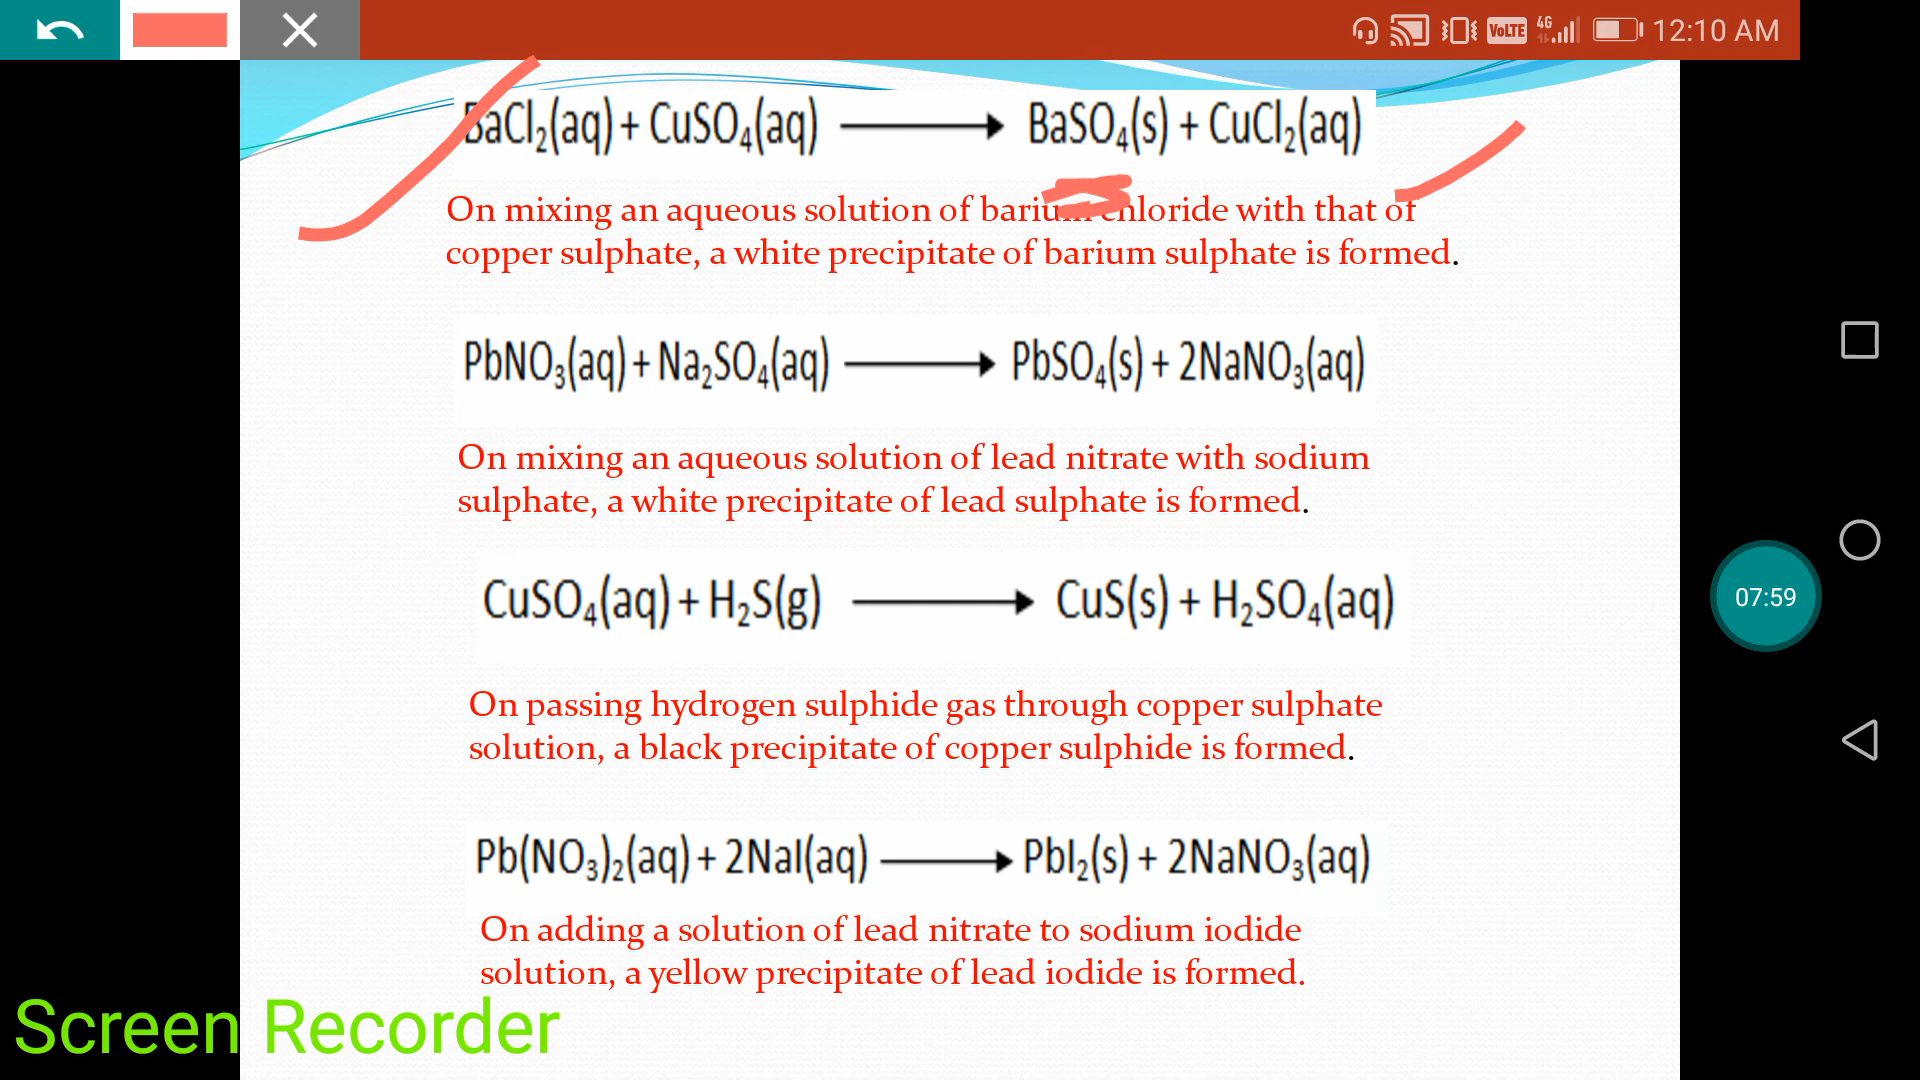 VoLTE 4G 12:10 AM
BaCl₂(aq) + CuSO₄(aq) ⟶ BaSO₄(s) + CuCl₂(aq)
On mixing an aqueous solution of barium chloride with that of
copper sulphate, a white precipitate of barium sulphate is formed.
PbNO₃(aq) + Na₂SO₄(aq) ⟶ PbSO₄(s) + 2NaNO₃(aq)
On mixing an aqueous solution of lead nitrate with sodium
sulphate, a white precipitate of lead sulphate is formed.
CuSO₄(aq) + H₂S(g) ⟶ CuS(s) + H₂SO₄(aq)
07:59
On passing hydrogen sulphide gas through copper sulphate
solution, a black precipitate of copper sulphide is formed.
Pb(NO₃)₂(aq) + 2NaI(aq) ⟶ PbI₂(s) + 2NaNO₃(aq)
On adding a solution of lead nitrate to sodium iodide
solution, a yellow precipitate of lead iodide is formed.
Screen Recorder